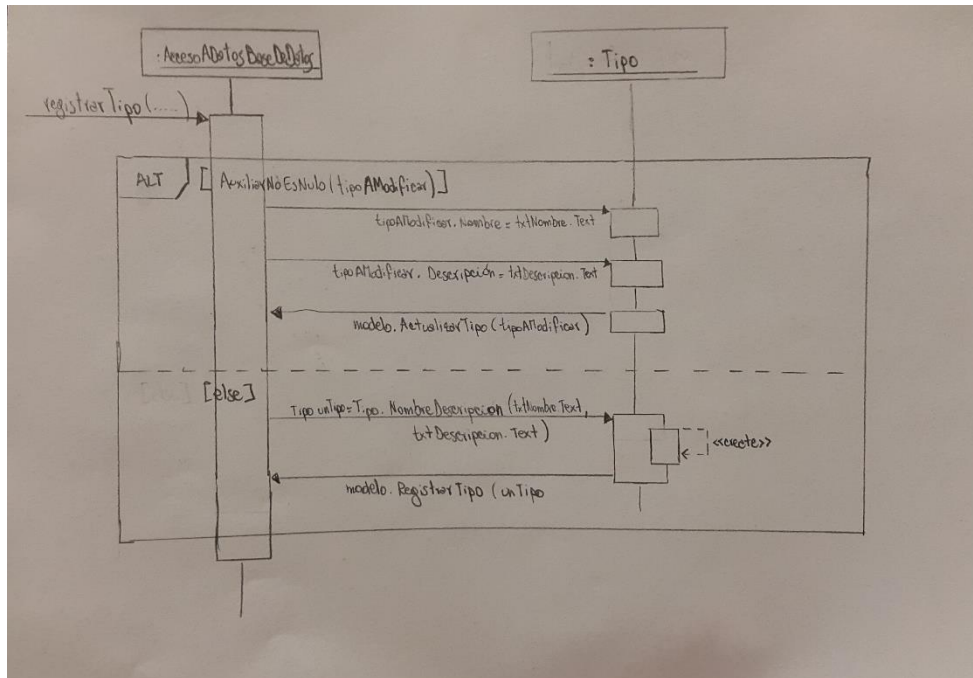 :AccesoADatosBaseDeDatos
: Tipo
registrarTipo(.....)
ALT
[AuxiliarNoEsNulo(tipoAModificar)]
tipoAModificar.Nombre = txtNombre.Text
tipoAModificar.Descripción = txtDescripcion.Text
modelo.ActualizarTipo(tipoAModificar)
[else]
Tipo unTipo = Tipo.NombreDescripcion(txtNombre.Text,
txtDescripcion.Text)
<<create>>
modelo.RegistrarTipo(unTipo